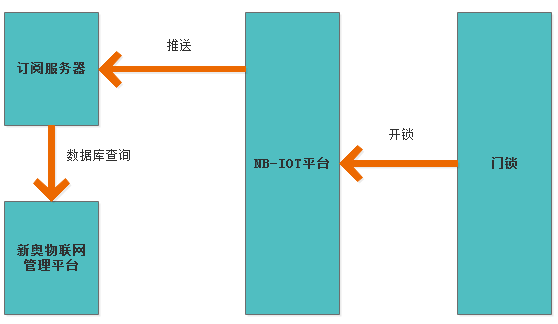 推送
订阅服务器
开锁
数据库查询
NB-IOT平台
门锁
新奥物联网
管理平台